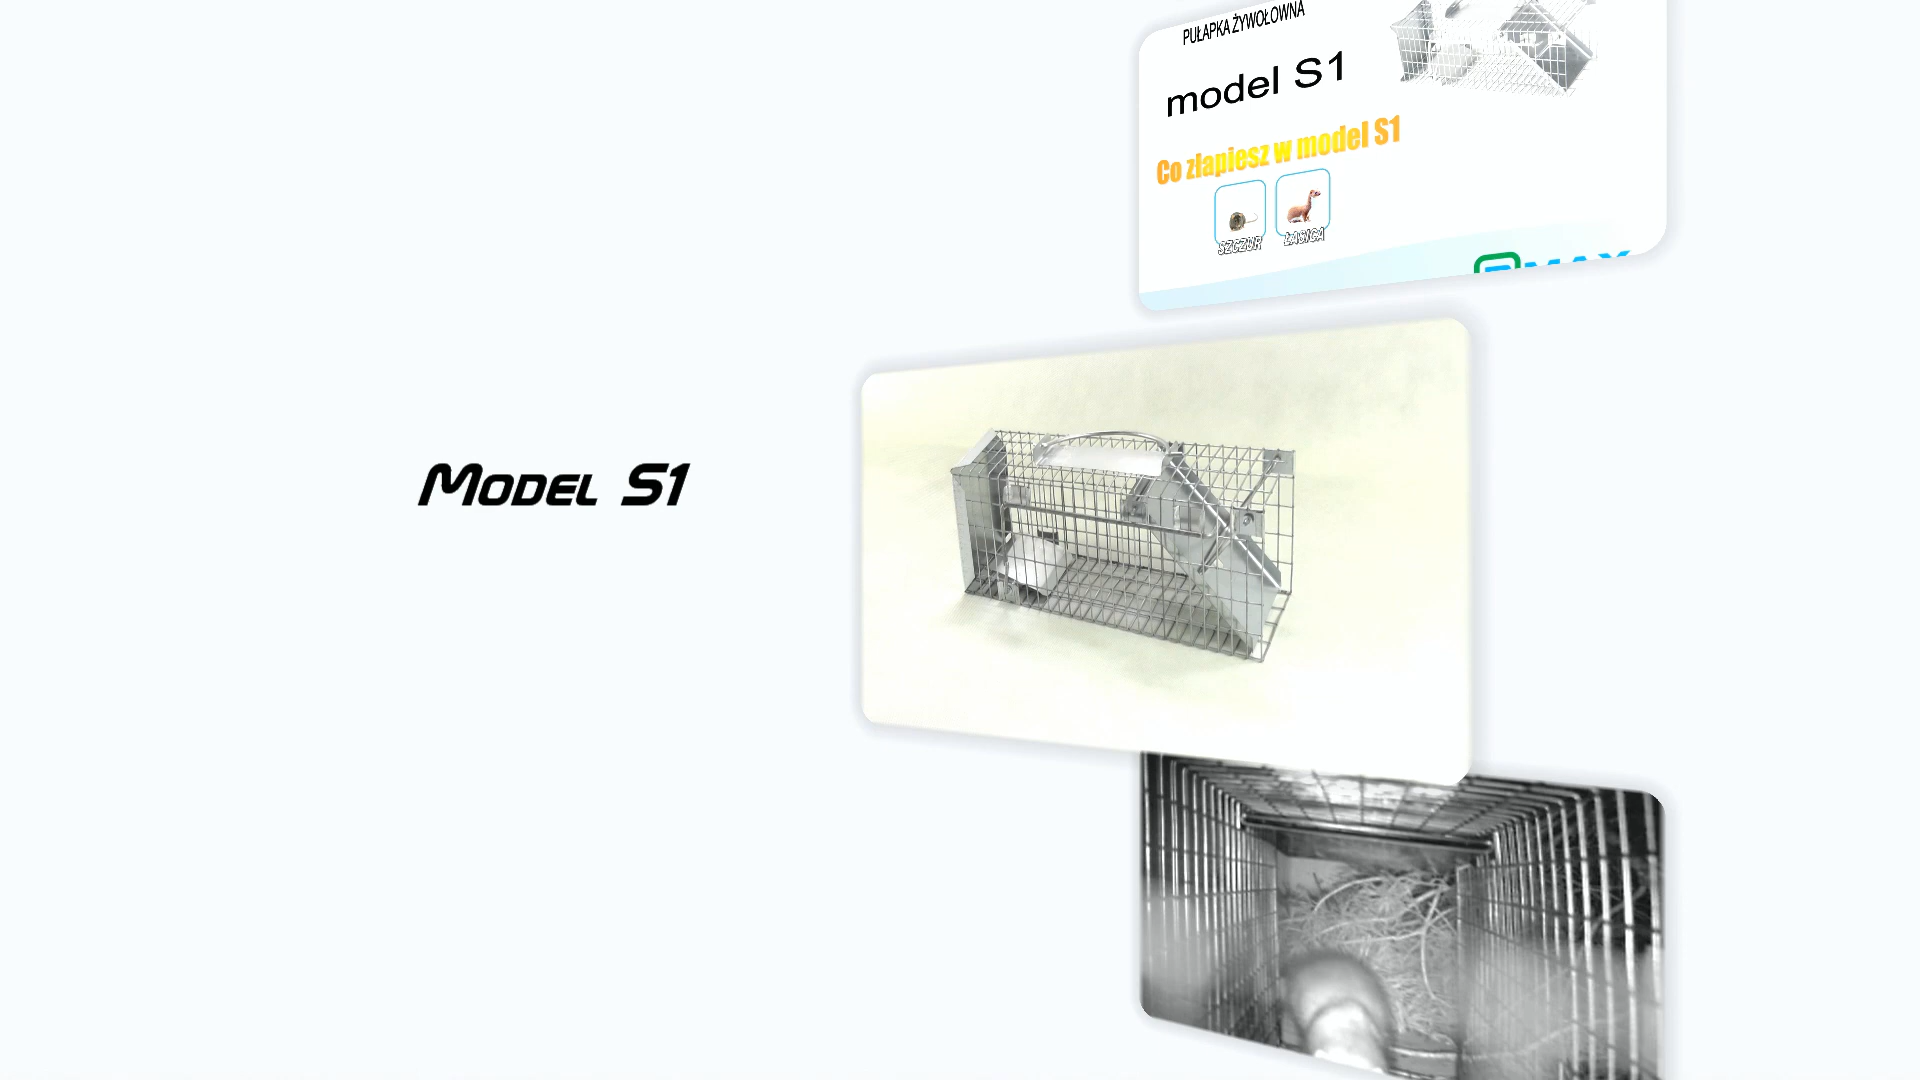 PUŁAPKA ŻYWOŁOWNA
model S1
Co złapiesz w model S1
SZCZUR ŁASICA
MODEL S1